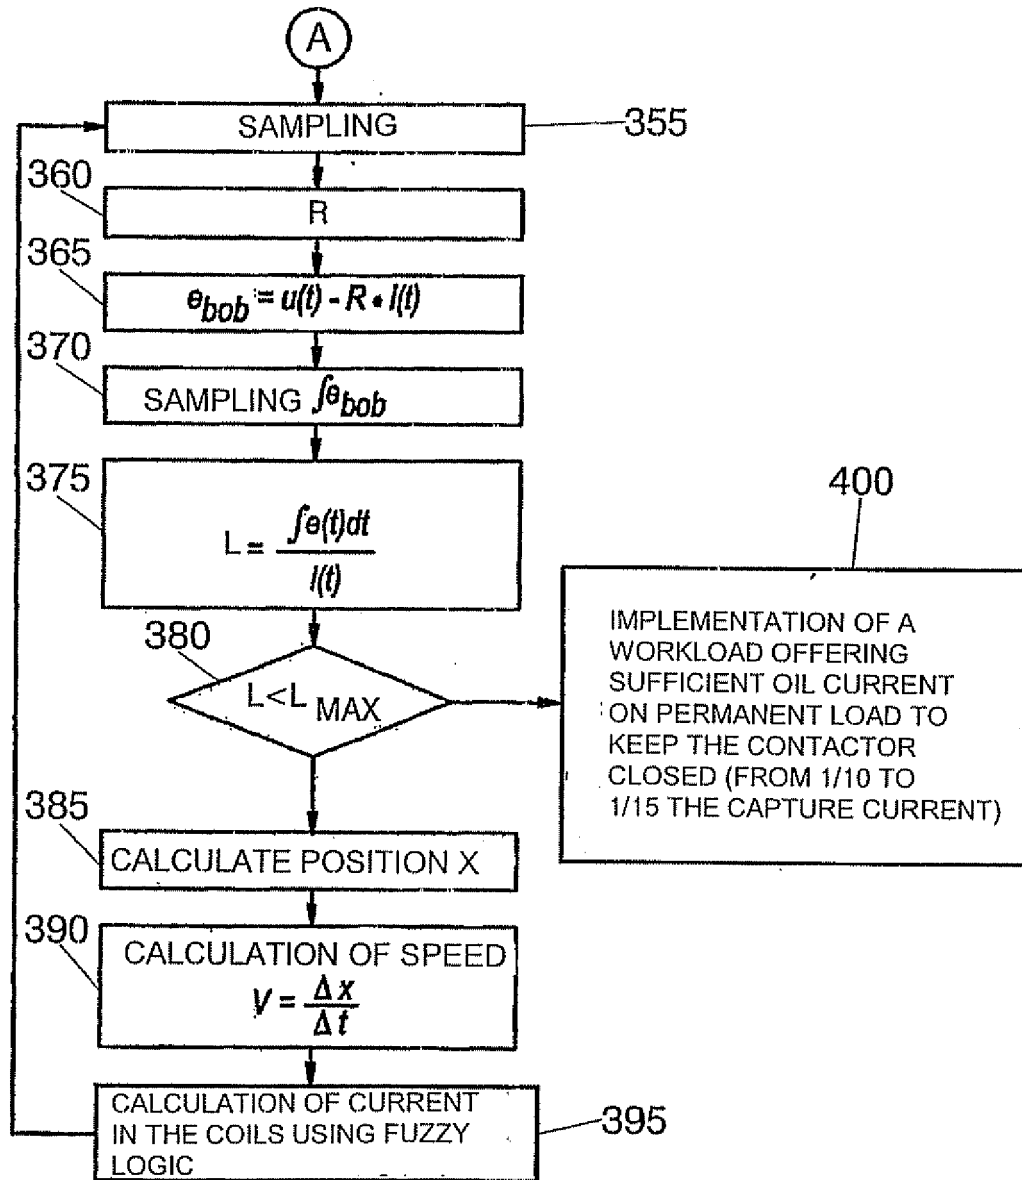 A
SAMPLING
355
360
R
365
e_bob = u(t) - R • I(t)
370
SAMPLING ∫e_bob
375
L = ∫e(t)dt / I(t)
380
L<L MAX
400
IMPLEMENTATION OF A
WORKLOAD OFFERING
SUFFICIENT OIL CURRENT
ON PERMANENT LOAD TO
KEEP THE CONTACTOR
CLOSED (FROM 1/10 TO
1/15 THE CAPTURE CURRENT)
385
CALCULATE POSITION X
390
CALCULATION OF SPEED
V = Δx / Δt
CALCULATION OF CURRENT
IN THE COILS USING FUZZY
LOGIC
395